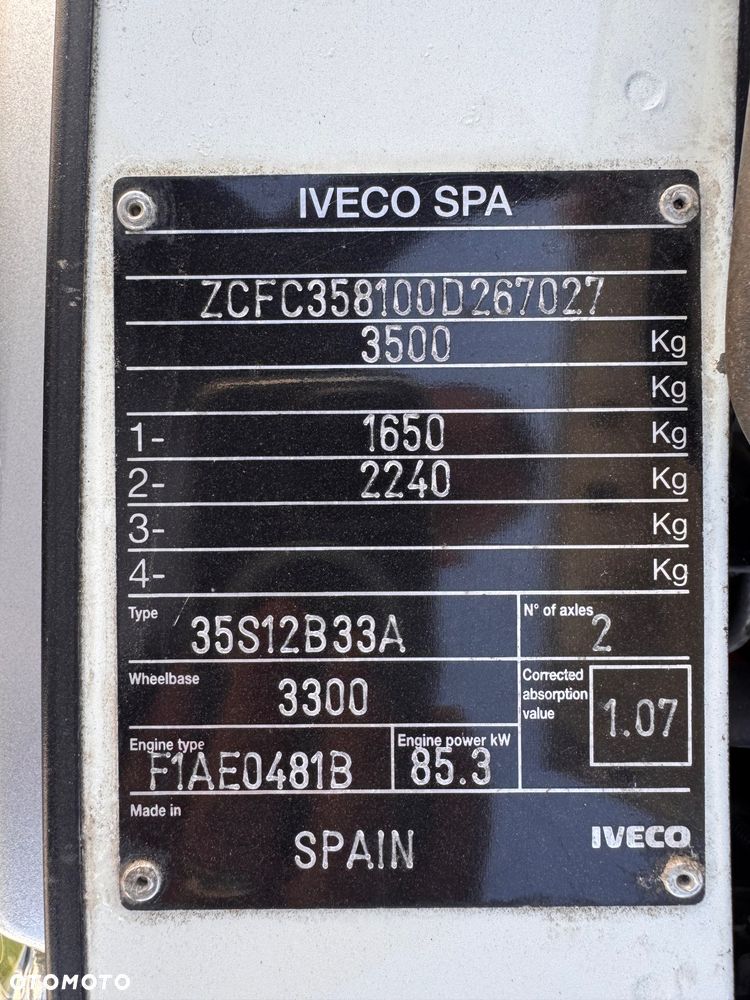 IVECO SPA
ZCFC358100D267027
3500 Kg
Kg
1- 1650 Kg
2- 2240 Kg
3- Kg
4- Kg
Type 35S12B33A N° of axles 2
Wheelbase 3300
Corrected absorption value 1.07
Engine type F1AE0481B Engine power kW 85.3
Made in SPAIN
IVECO
OTOMOTO